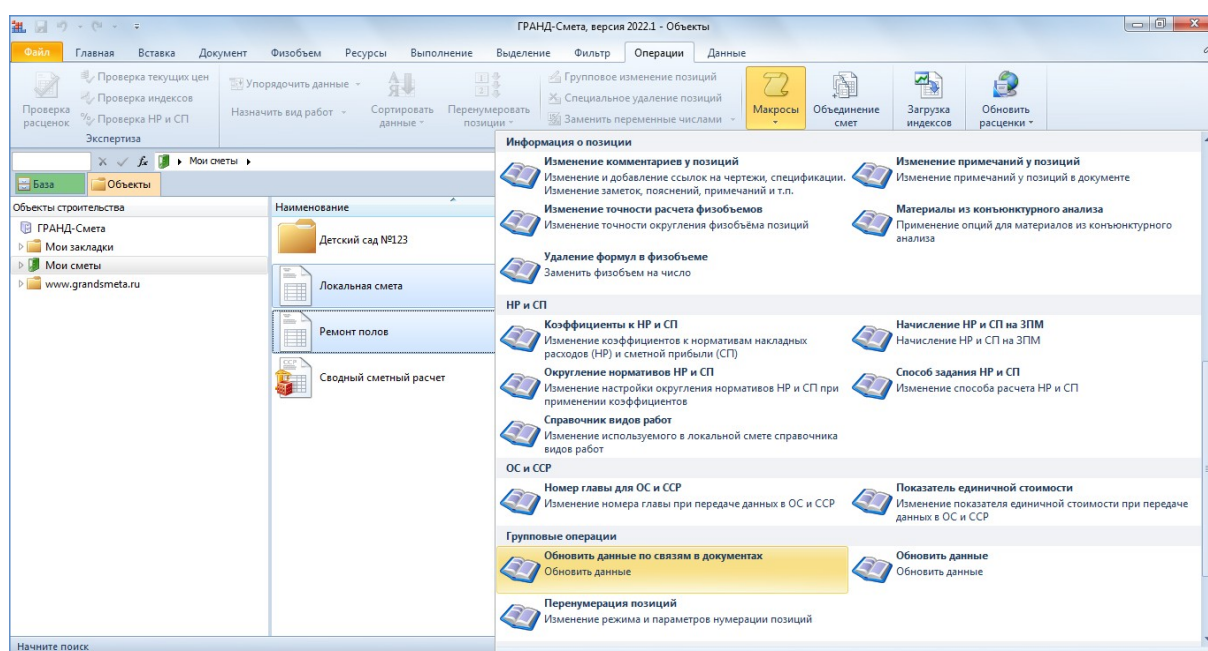 ГРАНД-Смета, версия 2022.1 - Объекты
Файл Главная Вставка Документ Физобъем Ресурсы Выполнение Выделение Фильтр Операции Данные
Проверка расценок
Проверка текущих цен
Проверка индексов
Проверка НР и СП
Экспертиза
Упорядочить данные
Назначить вид работ
Сортировать данные
Перенумеровать позиции
Групповое изменение позиций
Специальное удаление позиций
Заменить переменные числами
Макросы
Объединение смет
Загрузка индексов
Обновить расценки
fx Мои сметы
База Объекты
Объекты строительства
ГРАНД-Смета
Мои закладки
Мои сметы
www.grandsmeta.ru
Наименование
Детский сад №123
Локальная смета
Ремонт полов
Сводный сметный расчет
Информация о позиции
Изменение комментариев у позиций
Изменение и добавление ссылок на чертежи, спецификации.
Изменение заметок, пояснений, примечаний и т.п.
Изменение примечаний у позиций
Изменение примечаний у позиций в документе
Изменение точности расчета физобъемов
Изменение точности округления физобъёма позиций
Материалы из конъюнктурного анализа
Применение опций для материалов из конъюнктурного
анализа
Удаление формул в физобъеме
Заменить физобъем на число
НР и СП
Коэффициенты к НР и СП
Изменение коэффициентов к нормативам накладных
расходов (НР) и сметной прибыли (СП)
Начисление НР и СП на ЗПМ
Начисление НР и СП на ЗПМ
Округление нормативов НР и СП
Изменение настройки округления нормативов НР и СП при
применении коэффициентов
Способ задания НР и СП
Изменение способа расчета НР и СП
Справочник видов работ
Изменение используемого в локальной смете справочника
видов работ
ОС и ССР
Номер главы для ОС и ССР
Изменение номера главы при передаче данных в ОС и ССР
Показатель единичной стоимости
Изменение показателя единичной стоимости при передаче
данных в ОС и ССР
Групповые операции
Обновить данные по связям в документах
Обновить данные
Обновить данные
Обновить данные
Перенумерация позиций
Изменение режима и параметров нумерации позиций
Начните поиск